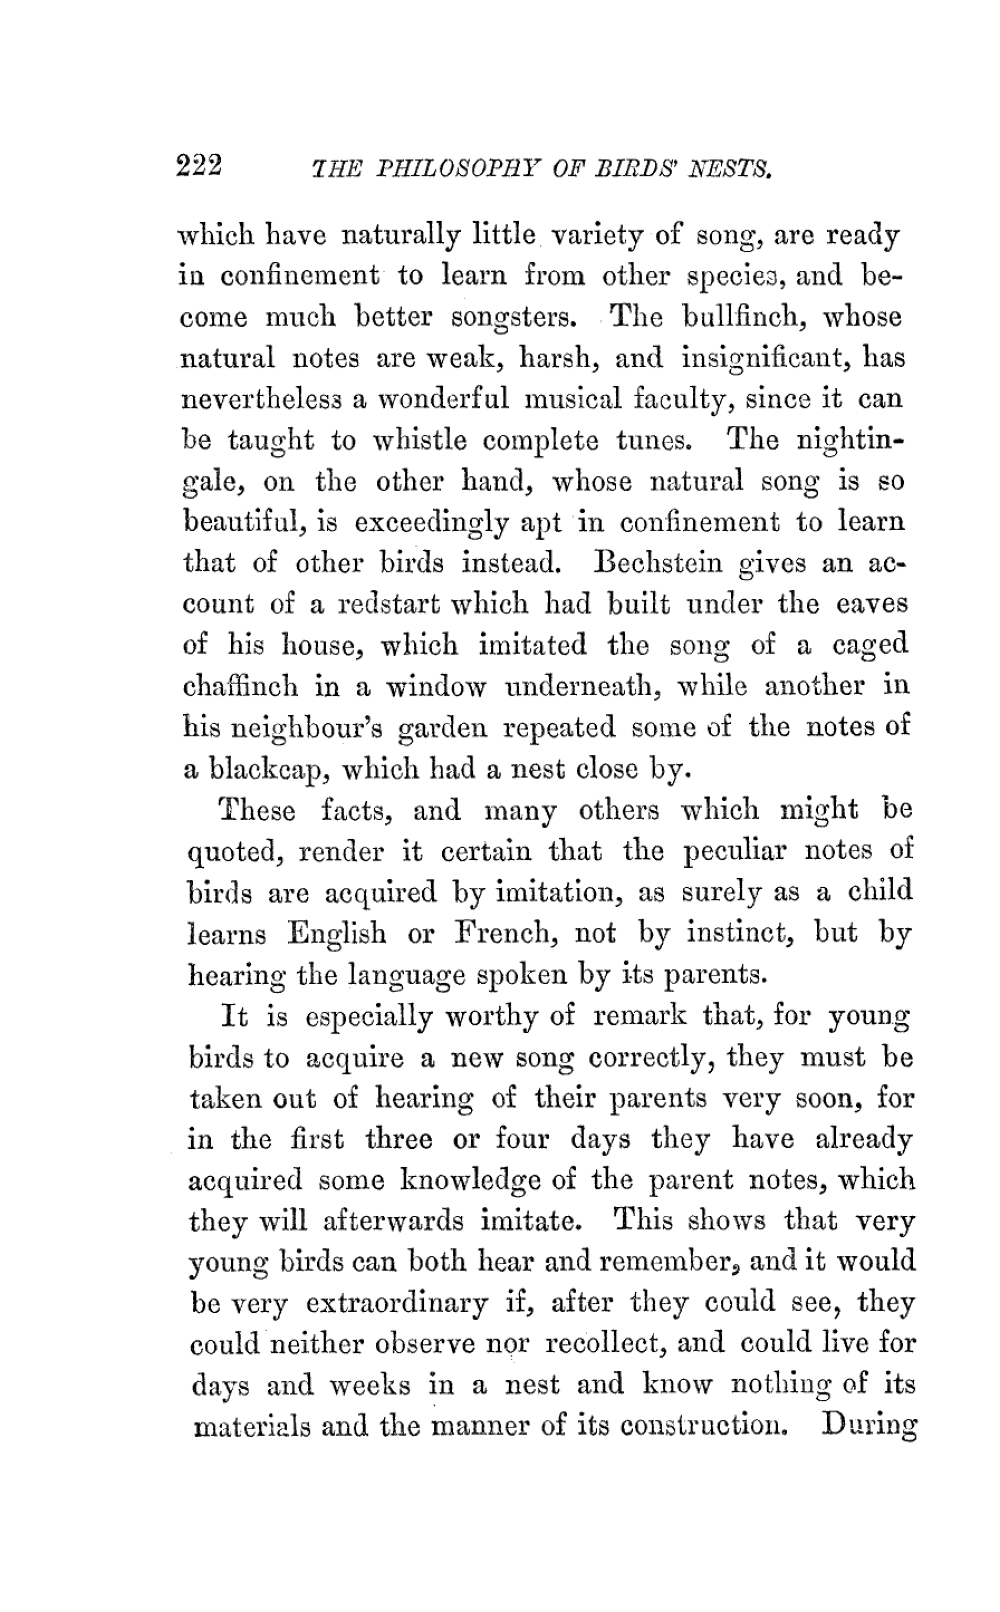 222 THE PHILOSOPHY OF BIRDS' NESTS.
which have naturally little variety of song, are ready
in confinement to learn from other species, and be-
come much better songsters. The bullfinch, whose
natural notes are weak, harsh, and insignificant, has
nevertheless a wonderful musical faculty, since it can
be taught to whistle complete tunes. The nightin-
gale, on the other hand, whose natural song is so
beautiful, is exceedingly apt in confinement to learn
that of other birds instead. Bechstein gives an ac-
count of a redstart which had built under the eaves
of his house, which imitated the song of a caged
chaffinch in a window underneath, while another in
his neighbour's garden repeated some of the notes of
a blackcap, which had a nest close by.
These facts, and many others which might be
quoted, render it certain that the peculiar notes of
birds are acquired by imitation, as surely as a child
learns English or French, not by instinct, but by
hearing the language spoken by its parents.
It is especially worthy of remark that, for young
birds to acquire a new song correctly, they must be
taken out of hearing of their parents very soon, for
in the first three or four days they have already
acquired some knowledge of the parent notes, which
they will afterwards imitate. This shows that very
young birds can both hear and remember, and it would
be very extraordinary if, after they could see, they
could neither observe nor recollect, and could live for
days and weeks in a nest and know nothing of its
materials and the manner of its construction. During